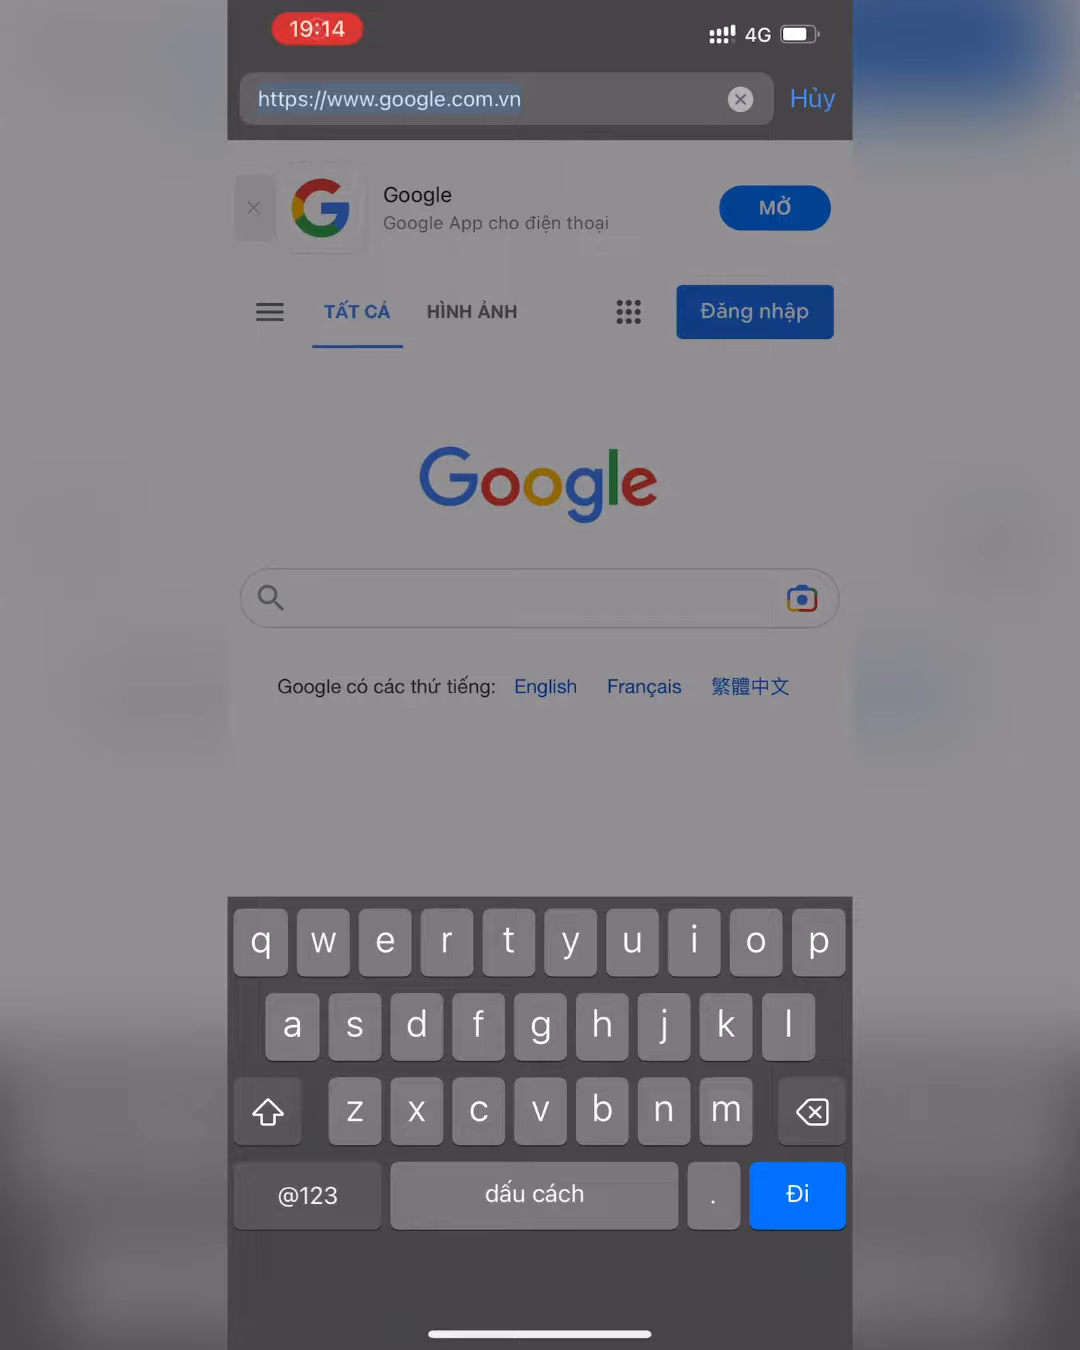 19:14
4G
https://www.google.com.vn
Hủy
Google
Google App cho điện thoại
MỞ
TẤT CẢ
HÌNH ẢNH
Đăng nhập
Google
Google có các thứ tiếng: English Français 繁體中文
q w e r t y u i o p
a s d f g h j k l
z x c v b n m
@123
dấu cách
.
Đi